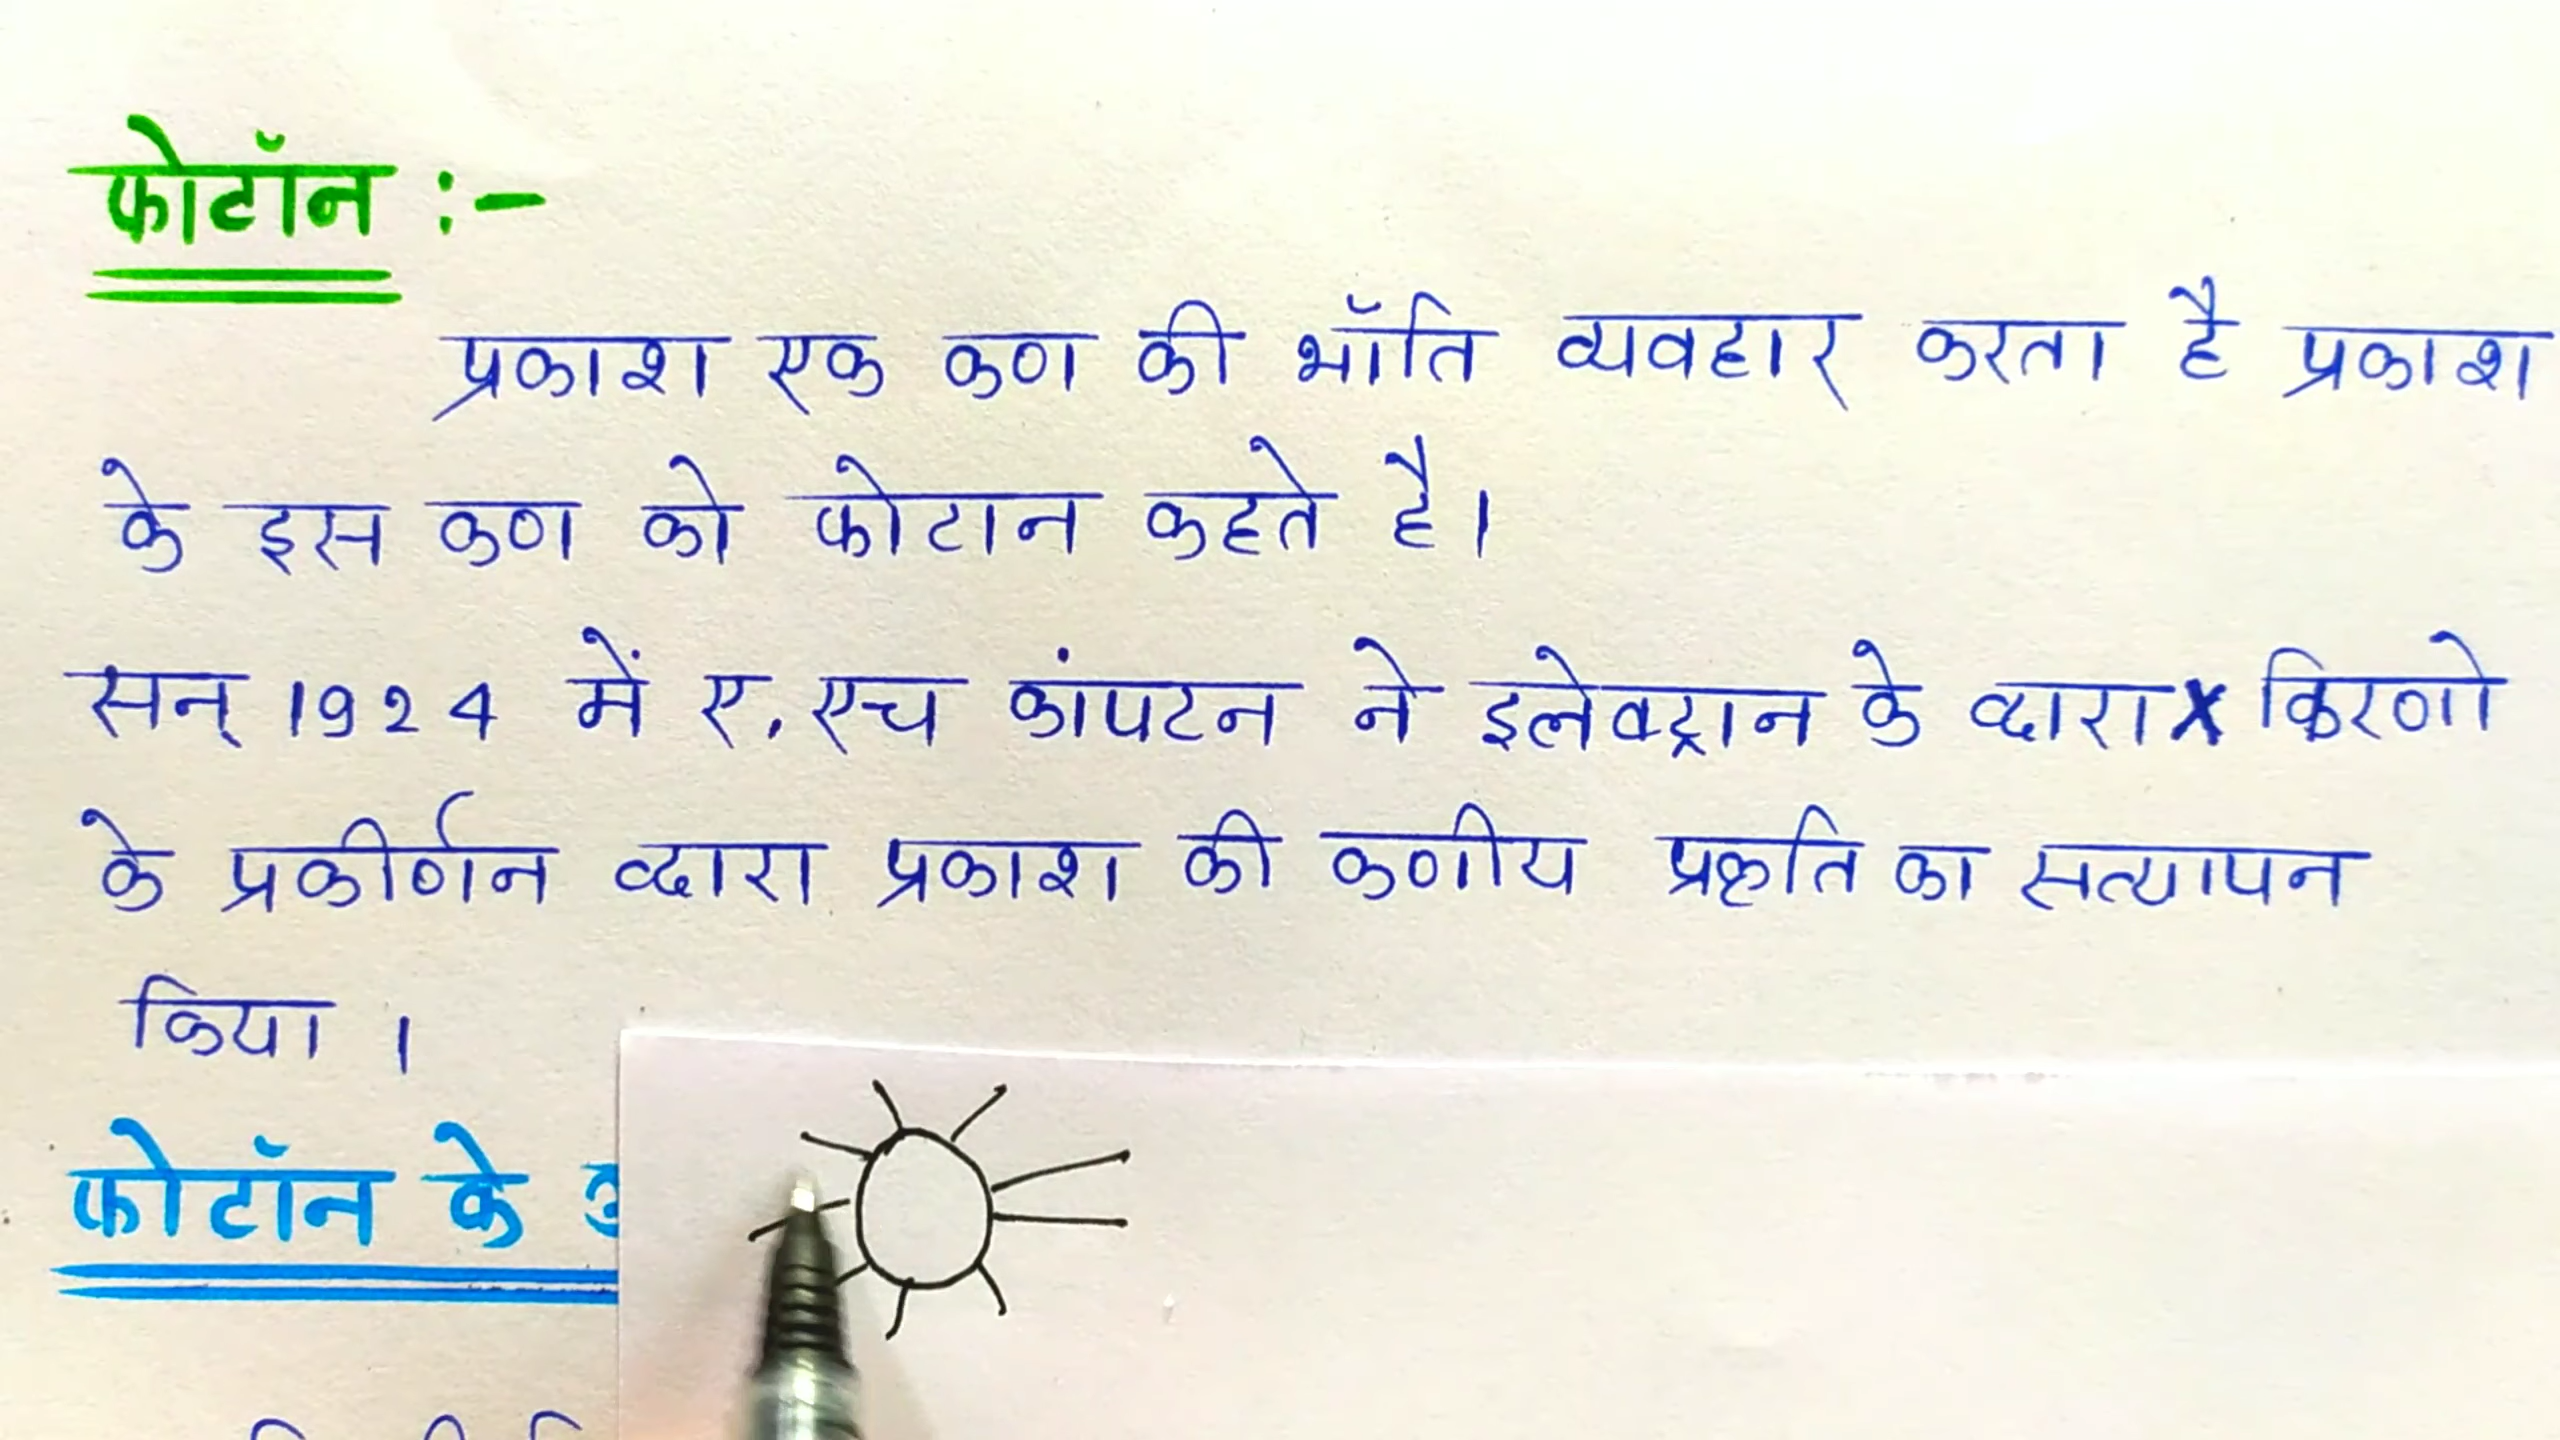 फोटॉन :-
प्रकाश एक कण की भॉति व्यवहार करता है प्रकाश
के इस कण को फोटान कहते है।
सन् 1924 में ए. एच कांपटन ने इलेक्ट्रान के द्वारा X किरणो
के प्रकीर्णन द्वारा प्रकाश की कणीय प्रकृति का सत्यापन
किया ।
फोटॉन के